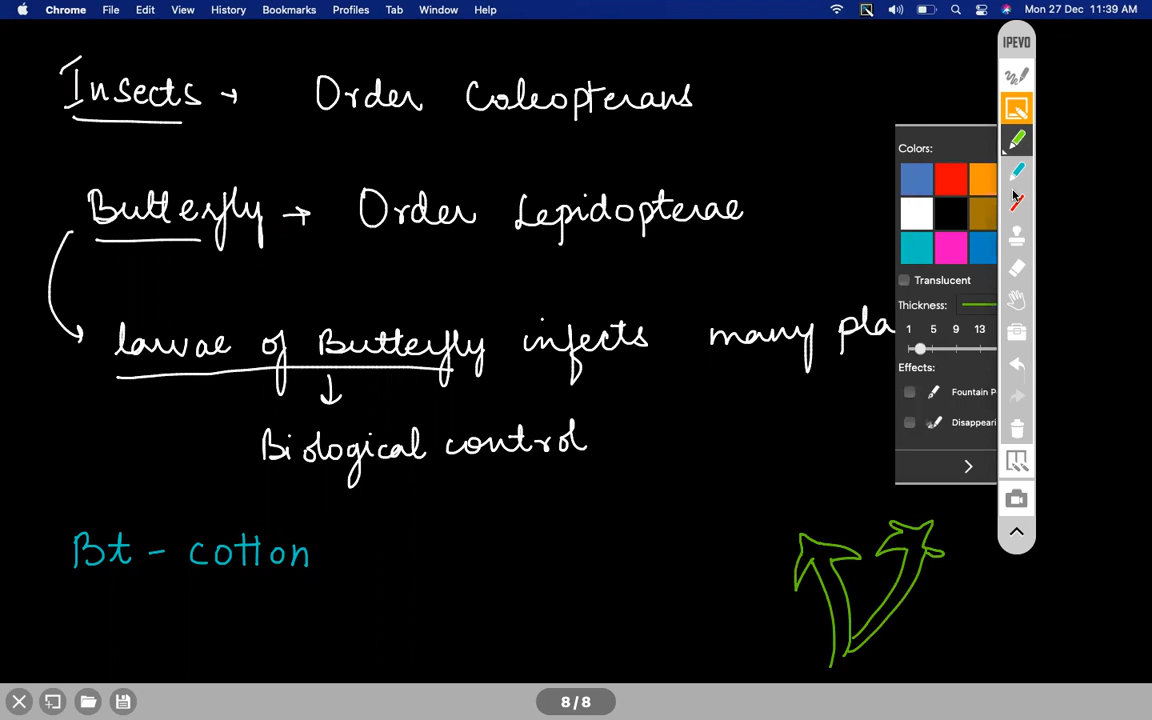 Chrome File Edit View History Bookmarks Profiles Tab Window Help Mon 27 Dec 11:39 AM
IPEVO
Insects → Order Coleopterans
Colors:
Butterfly → Order Lepidopterae
Translucent
Thickness:
1 5 9 13
larvae of Butterfly infects many pla
Effects:
Fountain P
Disappeari
Biological control
Bt - cotton
8/8